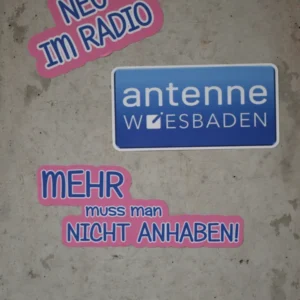 NEU
IM RADIO
antenne
WIESBADEN
MEHR
muss man
NICHT ANHABEN!